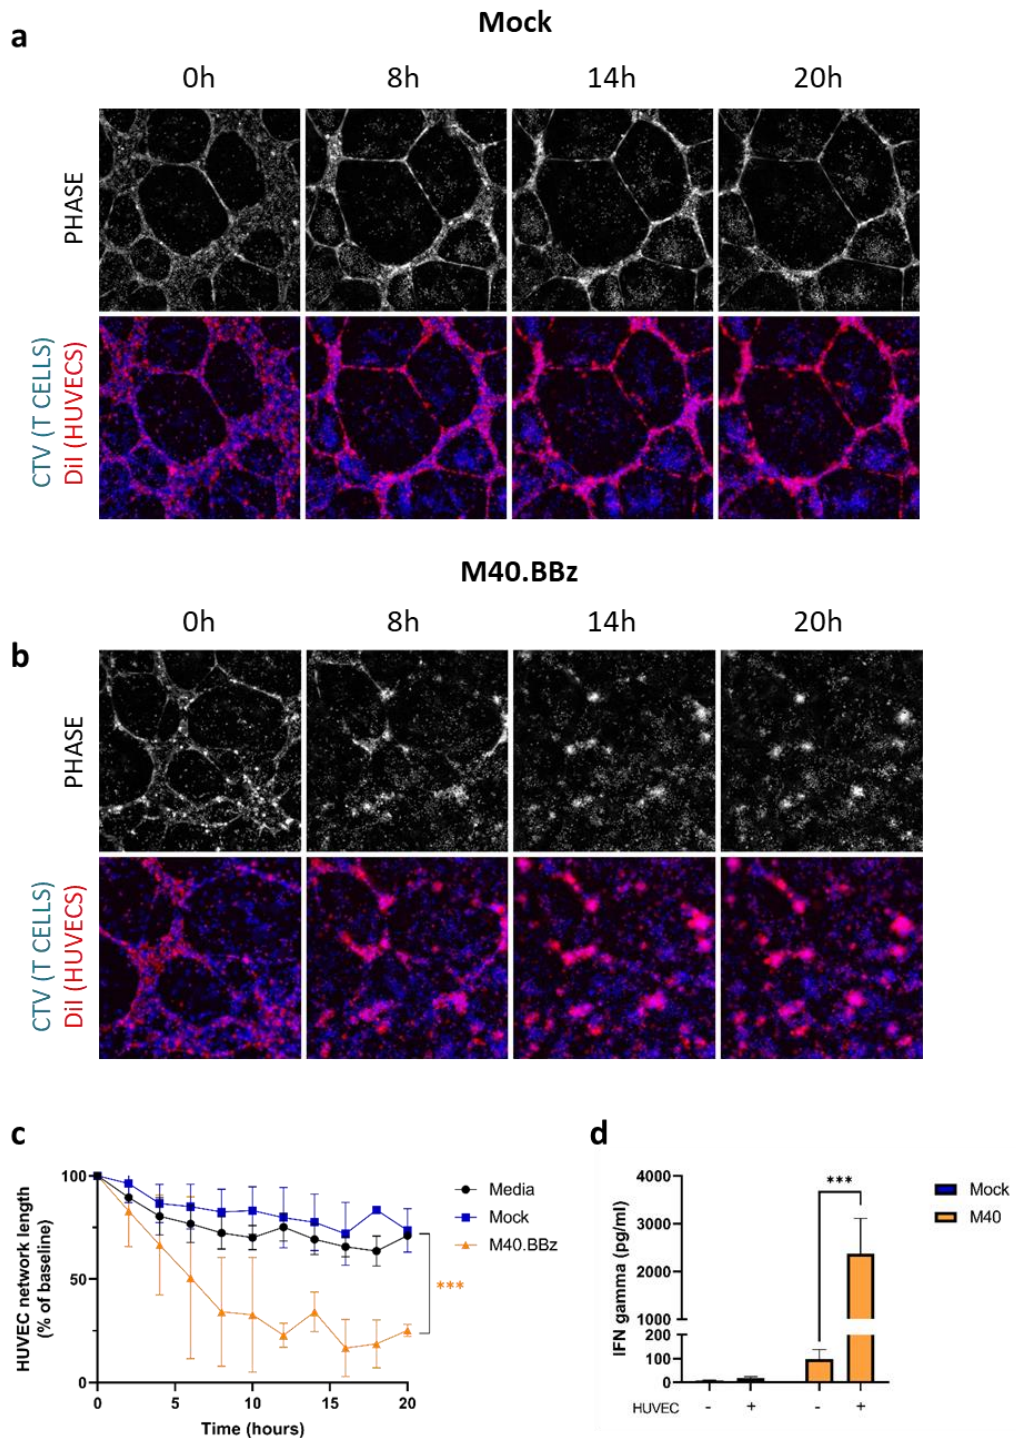 Mock
a
0h 8h 14h 20h
PHASE
CTV (T CELLS)
DiI (HUVECS)
M40.BBz
0h 8h 14h 20h
b
PHASE
CTV (T CELLS)
DiI (HUVECS)
c
HUVEC network length
(% of baseline)
100
50
0
0 5 10 15 20
Time (hours)
Media
Mock
M40.BBz
***
d
IFN gamma (pg/ml)
4000
3000
2000
1000
200
100
0
***
HUVEC - + - +
Mock
M40